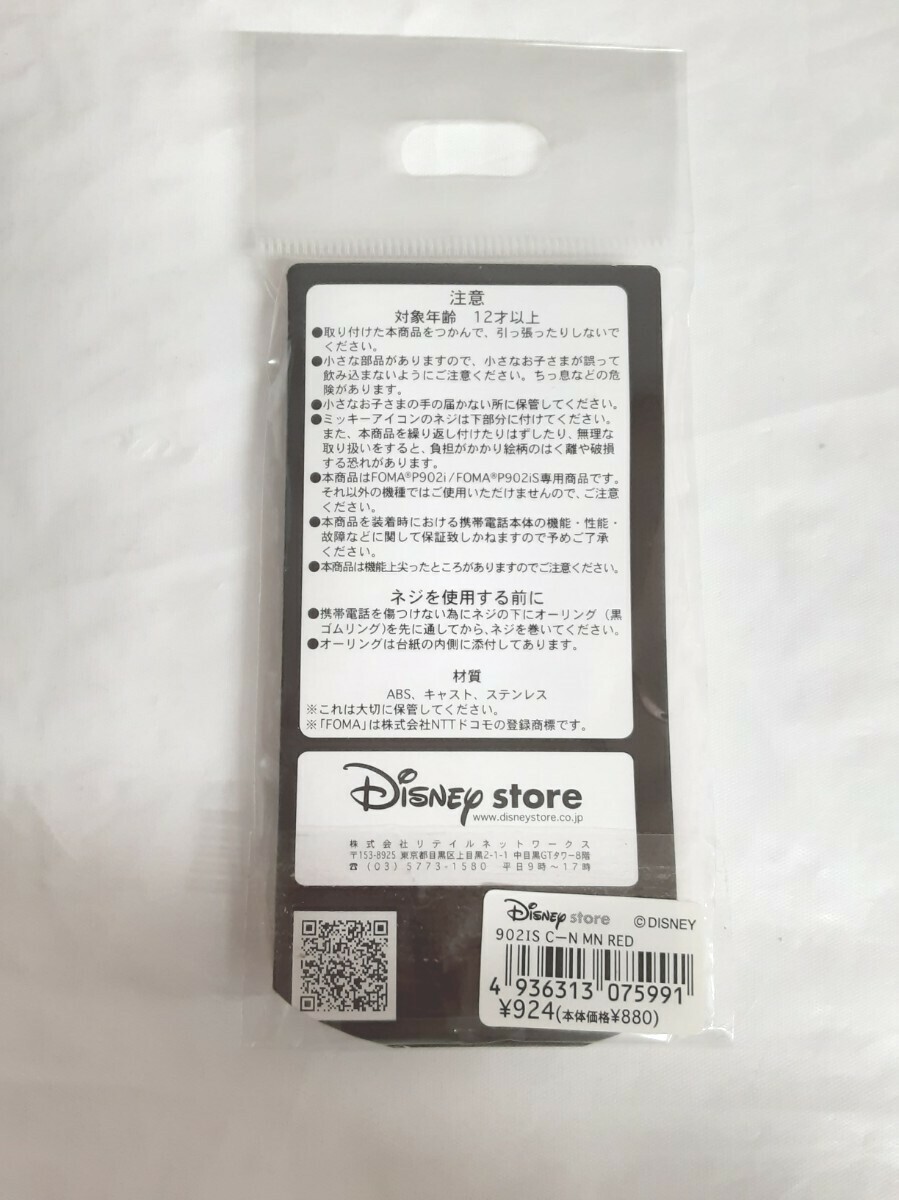 注意
対象年齢　12才以上
●取り付けた本商品をつかんで、引っ張ったりしないで
ください。
●小さな部品がありますので、小さなお子さまが誤って
飲み込まないようにご注意ください。ちっ息などの危
険があります。
●小さなお子さまの手の届かない所に保管してください。
●ミッキーアイコンのネジは下部分に付けてください。
また、本商品を繰り返し付けたりはずしたり、無理な
取り扱いをすると、負担がかかり絵柄のはく離や破損
する恐れがあります。
●本商品はFOMA®P902i/FOMA®P902iS専用商品です。
それ以外の機種ではご使用いただけませんので、ご注意
ください。
●本商品を装着時における携帯電話本体の機能・性能・
故障などに関して保証致しかねますので予めご了承
ください。
●本商品は機能上尖ったところがありますのでご注意ください。
ネジを使用する前に
●携帯電話を傷つけない為にネジの下にオーリング（黒
ゴムリング）を先に通してから、ネジを巻いてください。
●オーリングは台紙の内側に添付してあります。
材質
ABS、キャスト、ステンレス
※これは大切に保管してください。
※「FOMA」は株式会社NTTドコモの登録商標です。
Disney store
www.disneystore.co.jp
株式会社リテイルネットワークス
〒153-8925 東京都目黒区上目黒2-1-1 中目黒GTタワー8階
☎(03)5773-1580 平日9時～17時
Disney store ©DISNEY
902IS C－N MN RED
4 936313 075991
¥924(本体価格¥880)